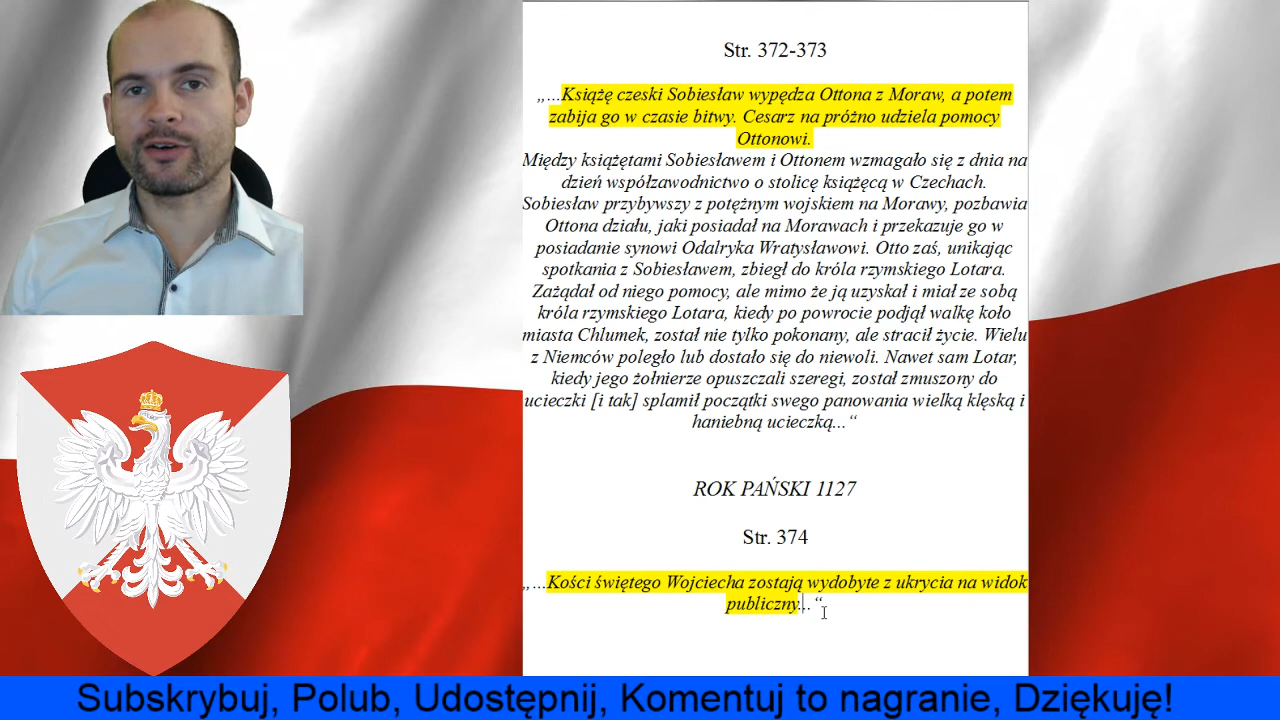 Str. 372-373
„...Książę czeski Sobiesław wypędza Ottona z Moraw, a potem
zabija go w czasie bitwy. Cesarz na próżno udziela pomocy
Ottonowi.
Między książętami Sobiesławem i Ottonem wzmagało się z dnia na
dzień współzawodnictwo o stolicę książęcą w Czechach.
Sobiesław przybywszy z potężnym wojskiem na Morawy, pozbawia
Ottona działu, jaki posiadał na Morawach i przekazuje go w
posiadanie synowi Odalryka Wratysławowi. Otto zaś, unikając
spotkania z Sobiesławem, zbiegł do króla rzymskiego Lotara.
Zażądał od niego pomocy, ale mimo że ją uzyskał i miał ze sobą
króla rzymskiego Lotara, kiedy po powrocie podjął walkę koło
miasta Chlumek, został nie tylko pokonany, ale stracił życie. Wielu
z Niemców poległo lub dostało się do niewoli. Nawet sam Lotar,
kiedy jego żołnierze opuszczali szeregi, został zmuszony do
ucieczki [i tak] splamił początki swego panowania wielką klęską i
haniebną ucieczką...“
ROK PAŃSKI 1127
Str. 374
„...Kości świętego Wojciecha zostają wydobyte z ukrycia na widok
publiczny...“
Subskrybuj, Polub, Udostępnij, Komentuj to nagranie, Dziękuję!